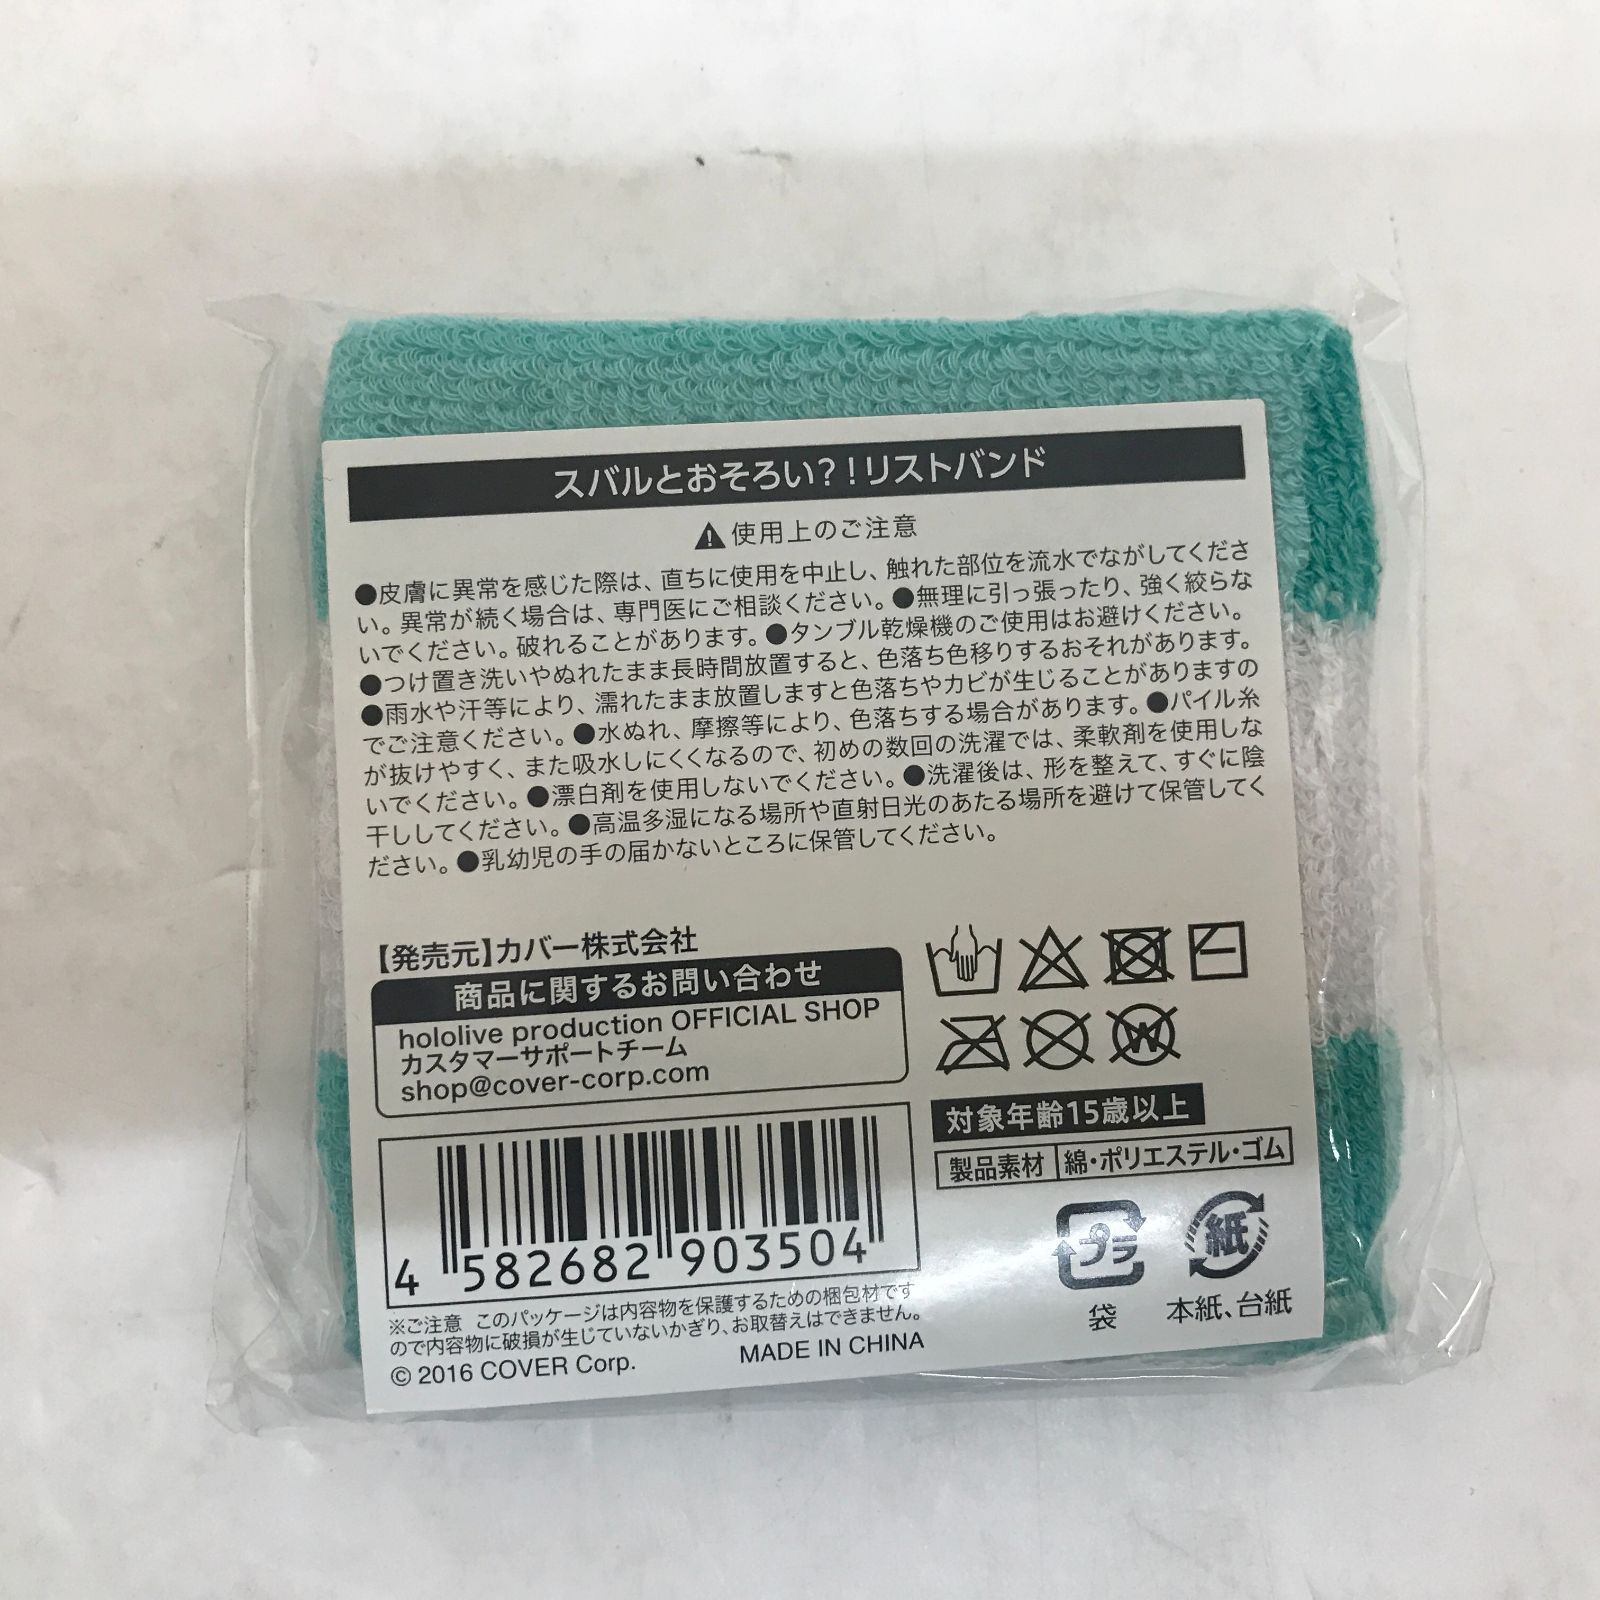 スバルとおそろい?!リストバンド
使用上のご注意
●皮膚に異常を感じた際は、直ちに使用を中止し、触れた部位を流水でながしてくださ
い。異常が続く場合は、専門医にご相談ください。●無理に引っ張ったり、強く絞らな
いでください。破れることがあります。●タンブル乾燥機のご使用はお避けください。
●つけ置き洗いやぬれたまま長時間放置すると、色落ち色移りするおそれがあります。
●雨水や汗等により、濡れたまま放置しますと色落ちやカビが生じることがありますの
でご注意ください。●水ぬれ、摩擦等により、色落ちする場合があります。●パイル糸
が抜けやすく、また吸水しにくくなるので、初めの数回の洗濯では、柔軟剤を使用しな
いでください。●漂白剤を使用しないでください。●洗濯後は、形を整えて、すぐに陰
干ししてください。●高温多湿になる場所や直射日光のあたる場所を避けて保管してく
ださい。●乳幼児の手の届かないところに保管してください。
【発売元】カバー株式会社
商品に関するお問い合わせ
hololive production OFFICIAL SHOP
カスタマーサポートチーム
shop@cover-corp.com
W
対象年齢15歳以上
製品素材 綿・ポリエステル・ゴム
4 582682 903504
プラ
紙
袋
本紙、台紙
※ご注意 このパッケージは内容物を保護するための梱包材です
ので内容物に破損が生じていないかぎり、お取替えはできません。
© 2016 COVER Corp.
MADE IN CHINA